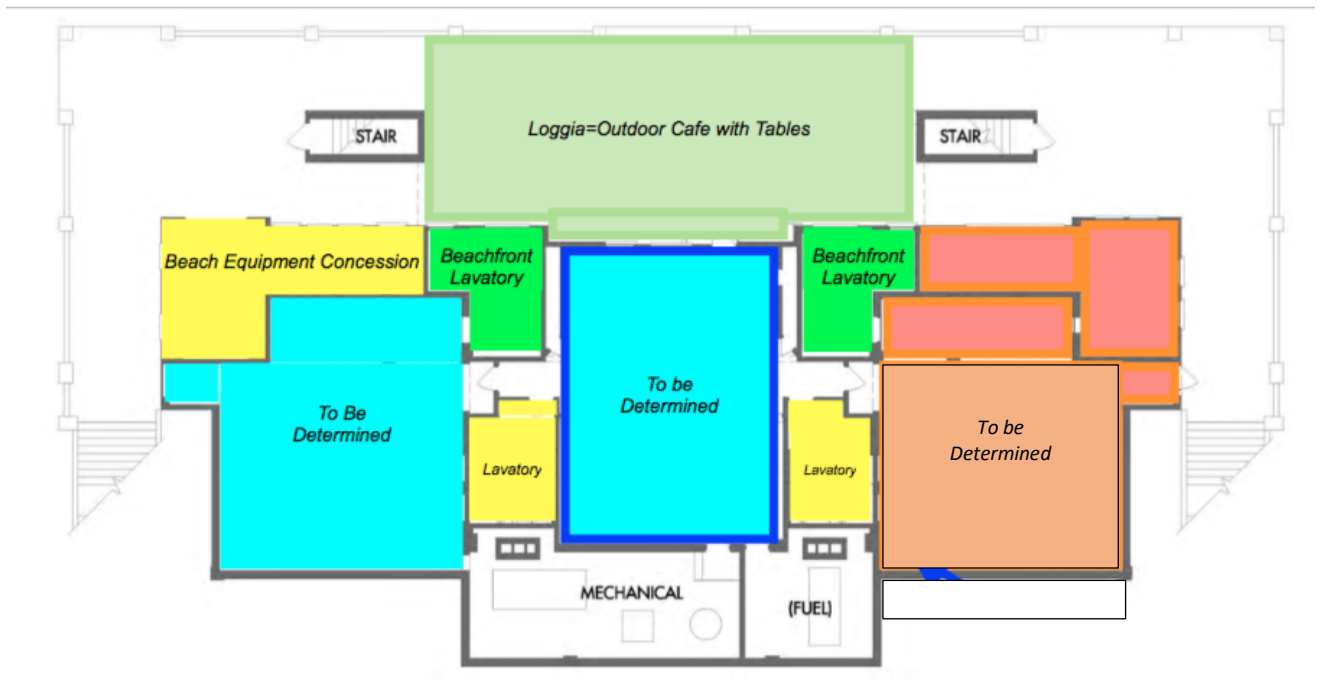 Loggia=Outdoor Cafe with Tables
STAIR
STAIR
Beach Equipment Concession
Beachfront
Lavatory
Beachfront
Lavatory
To Be
Determined
To be
Determined
To be
Determined
Lavatory
Lavatory
MECHANICAL
(FUEL)